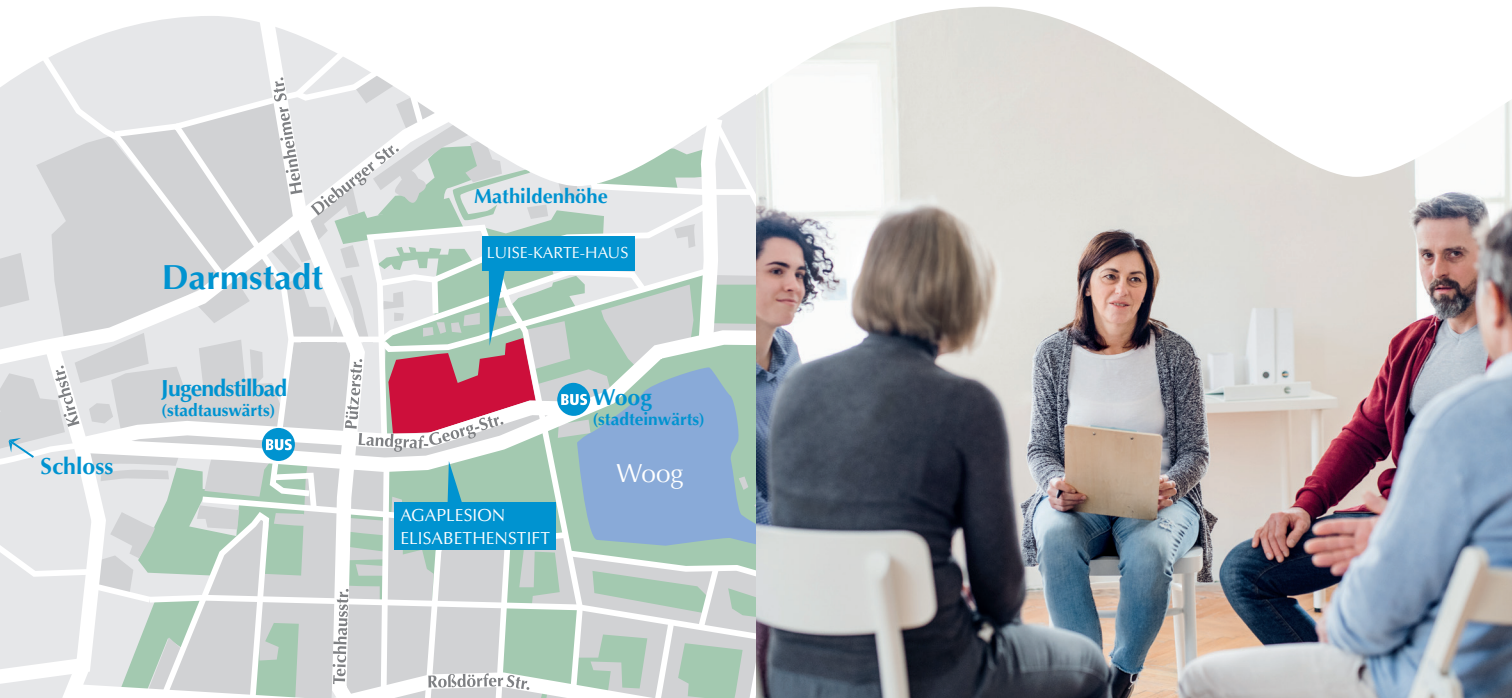 Heinheimer Str.
Dieburger Str.
Mathildenhöhe
LUISE-KARTE-HAUS
Darmstadt
Kirchstr.
Jugendstilbad
(stadtauswärts)
BUS
Pützerstr.
BUS Woog
(stadteinwärts)
Landgraf-Georg-Str.
Schloss
Woog
AGAPLESION
ELISABETHENSTIFT
Teichhausstr.
Roßdörfer Str.